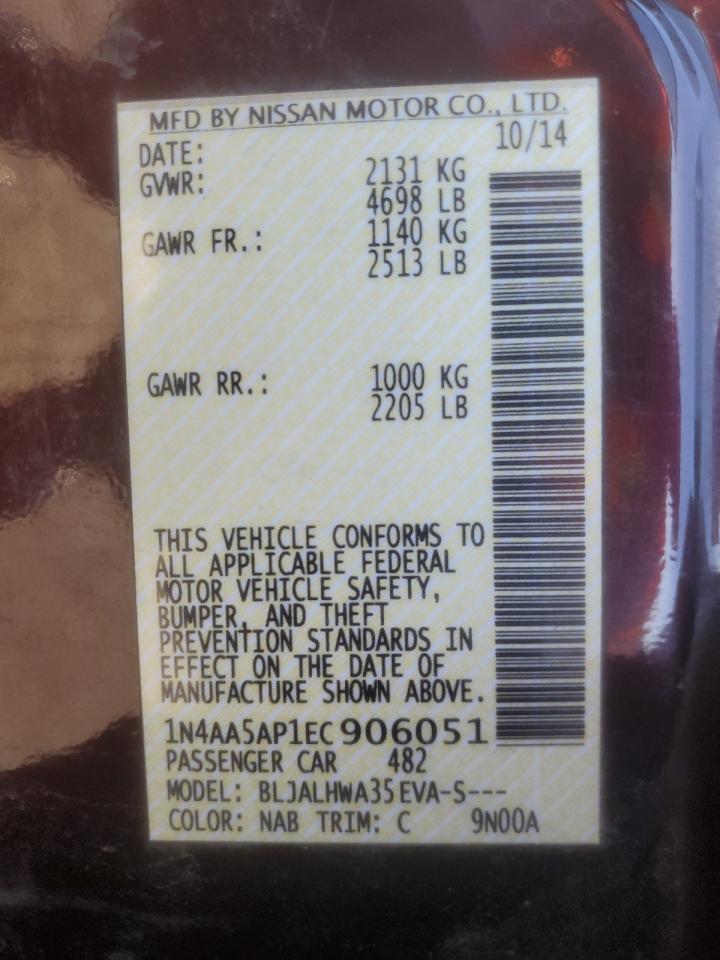 MFD BY NISSAN MOTOR CO., LTD.
DATE: 10/14
GVWR: 2131 KG
4698 LB
GAWR FR.: 1140 KG
2513 LB
GAWR RR.: 1000 KG
2205 LB
THIS VEHICLE CONFORMS TO
ALL APPLICABLE FEDERAL
MOTOR VEHICLE SAFETY,
BUMPER, AND THEFT
PREVENTION STANDARDS IN
EFFECT ON THE DATE OF
MANUFACTURE SHOWN ABOVE.
1N4AA5AP1EC906051
PASSENGER CAR 482
MODEL: BLJALHWA35EVA-S---
COLOR: NAB TRIM: C 9N00A